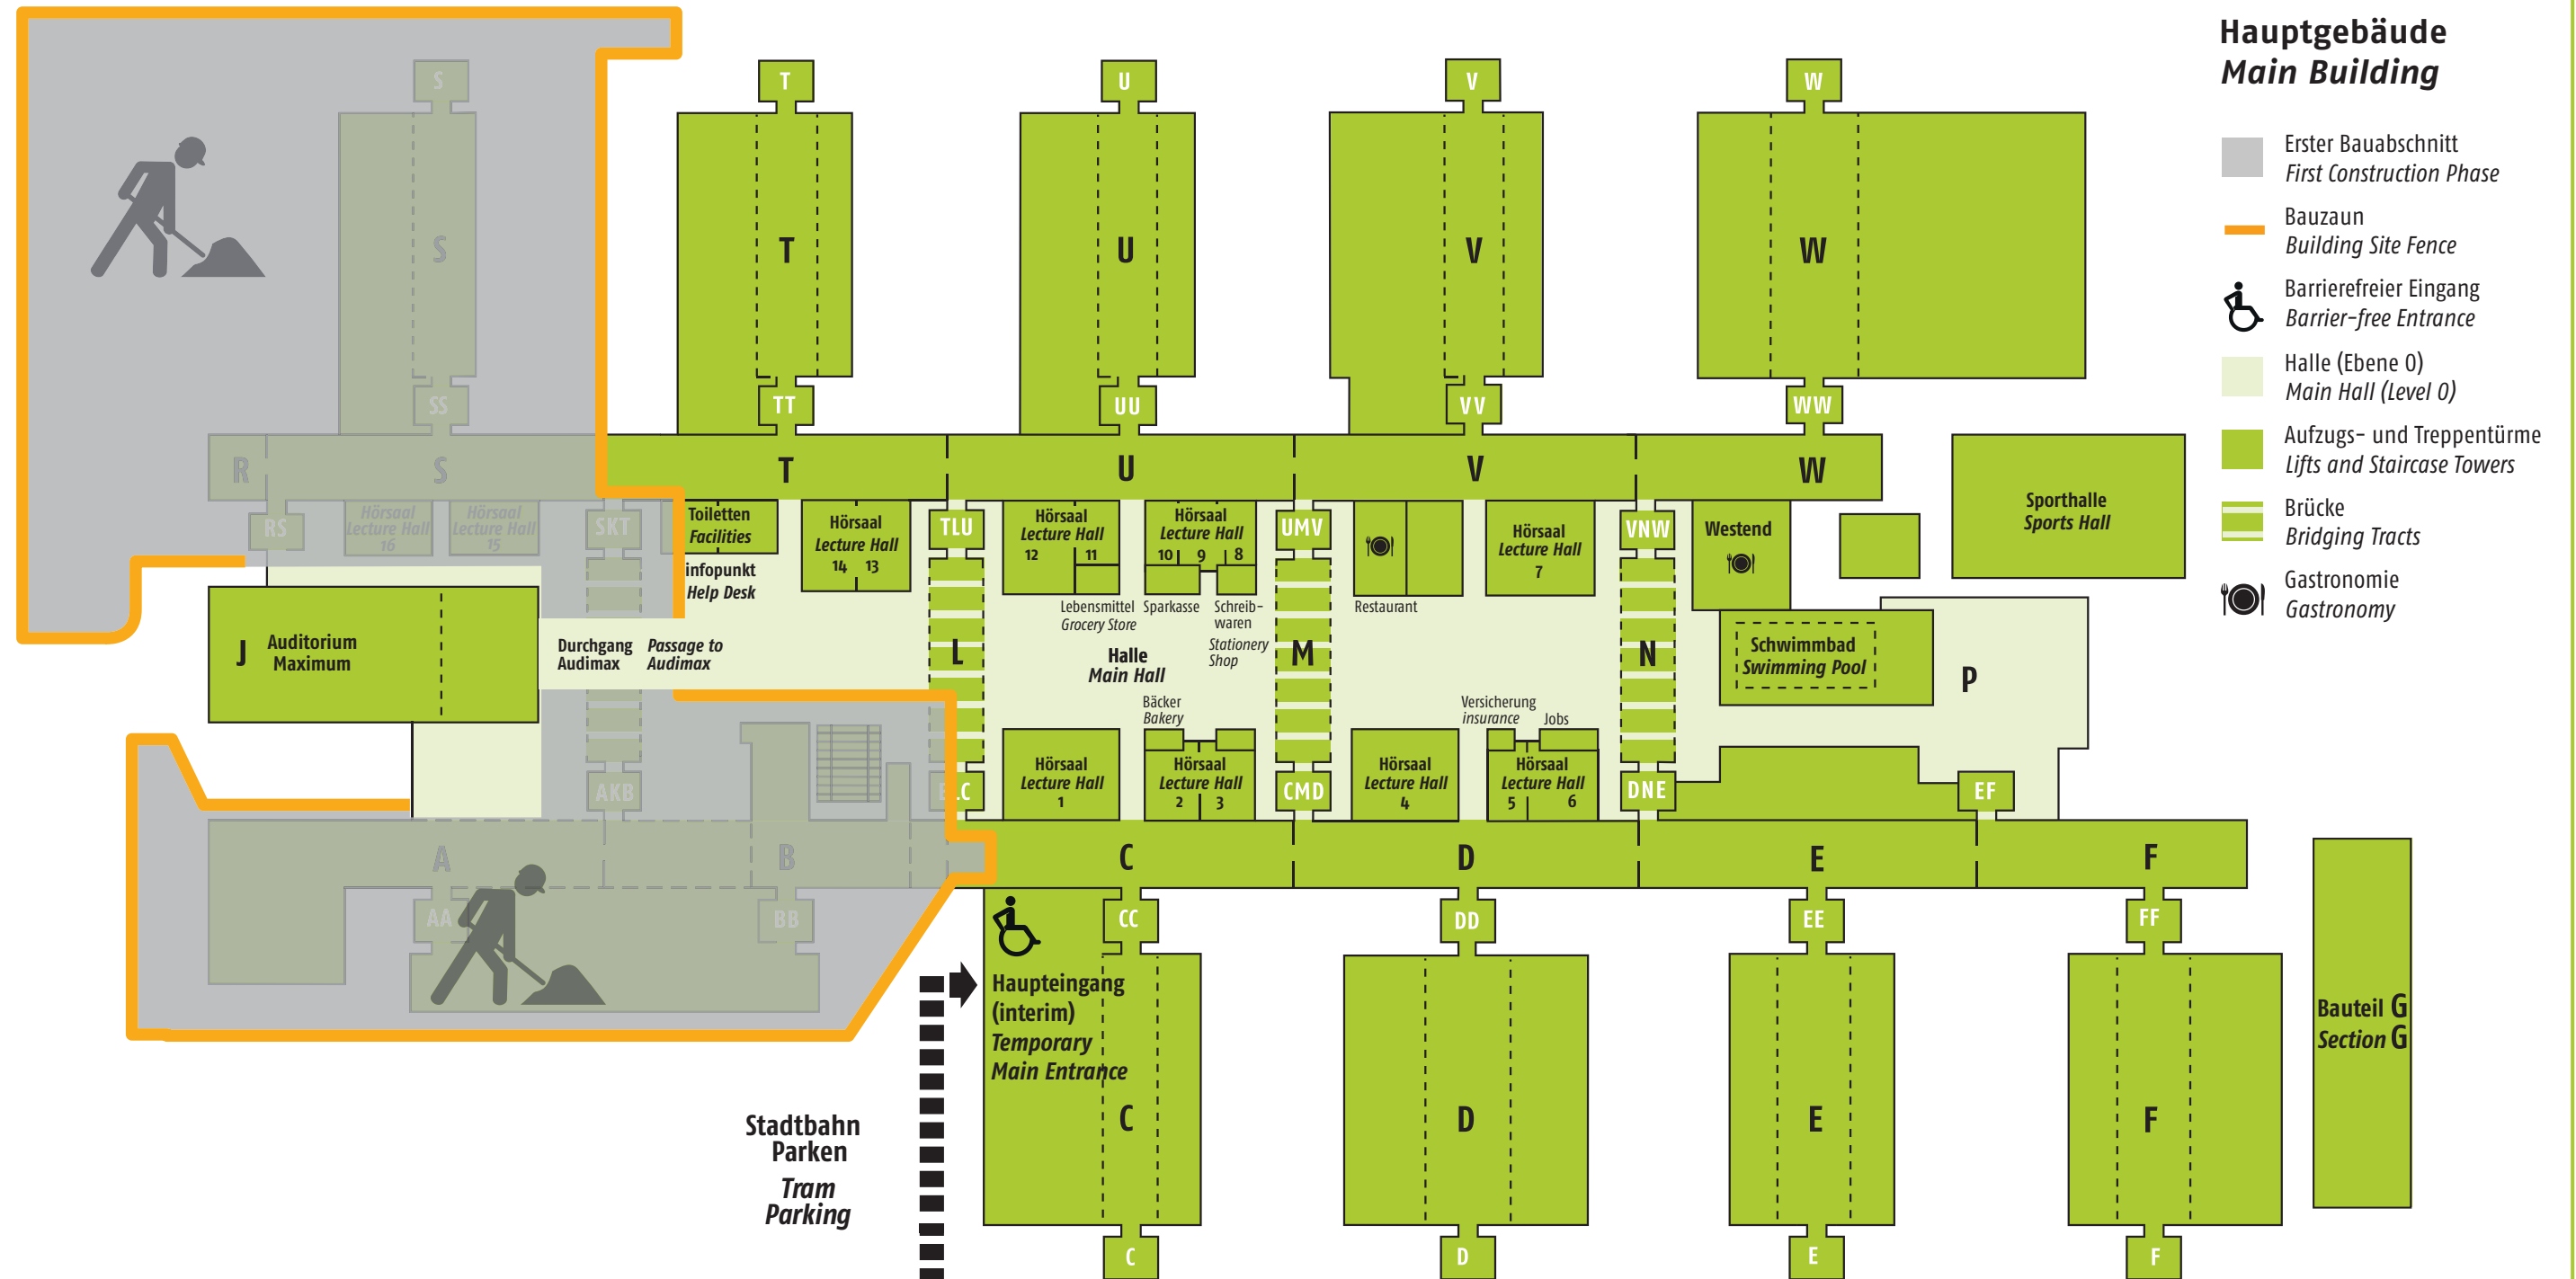 Hauptgebäude
Main Building
Erster Bauabschnitt
First Construction Phase
Bauzaun
Building Site Fence
Barrierefreier Eingang
Barrier-free Entrance
Halle (Ebene 0)
Main Hall (Level 0)
Aufzugs- und Treppentürme
Lifts and Staircase Towers
Brücke
Bridging Tracts
Gastronomie
Gastronomy
S
T
U
V
W
S
T
U
V
W
SS
TT
UU
VV
WW
R
S
T
U
V
W
RS
Hörsaal
Lecture Hall
16
Hörsaal
Lecture Hall
15
SKT
Toiletten
Facilities
infopunkt
Help Desk
Hörsaal
Lecture Hall
14 13
TLU
Hörsaal
Lecture Hall
12 11
Hörsaal
Lecture Hall
10 9 8
UMV
Hörsaal
Lecture Hall
7
VNW
Westend
Sporthalle
Sports Hall
Lebensmittel
Grocery Store
Sparkasse
Schreib-
waren
Stationery
Shop
Restaurant
J
Auditorium
Maximum
Durchgang
Audimax
Passage to
Audimax
L
Halle
Main Hall
M
N
Schwimmbad
Swimming Pool
P
Bäcker
Bakery
Versicherung
insurance
Jobs
AKB
BLC
Hörsaal
Lecture Hall
1
Hörsaal
Lecture Hall
2 3
CMD
Hörsaal
Lecture Hall
4
Hörsaal
Lecture Hall
5 6
DNE
EF
A
B
C
D
E
F
AA
BB
CC
DD
EE
FF
Haupteingang
(interim)
Temporary
Main Entrance
Bauteil G
Section G
C
D
E
F
Stadtbahn
Parken
Tram
Parking
C
D
E
F